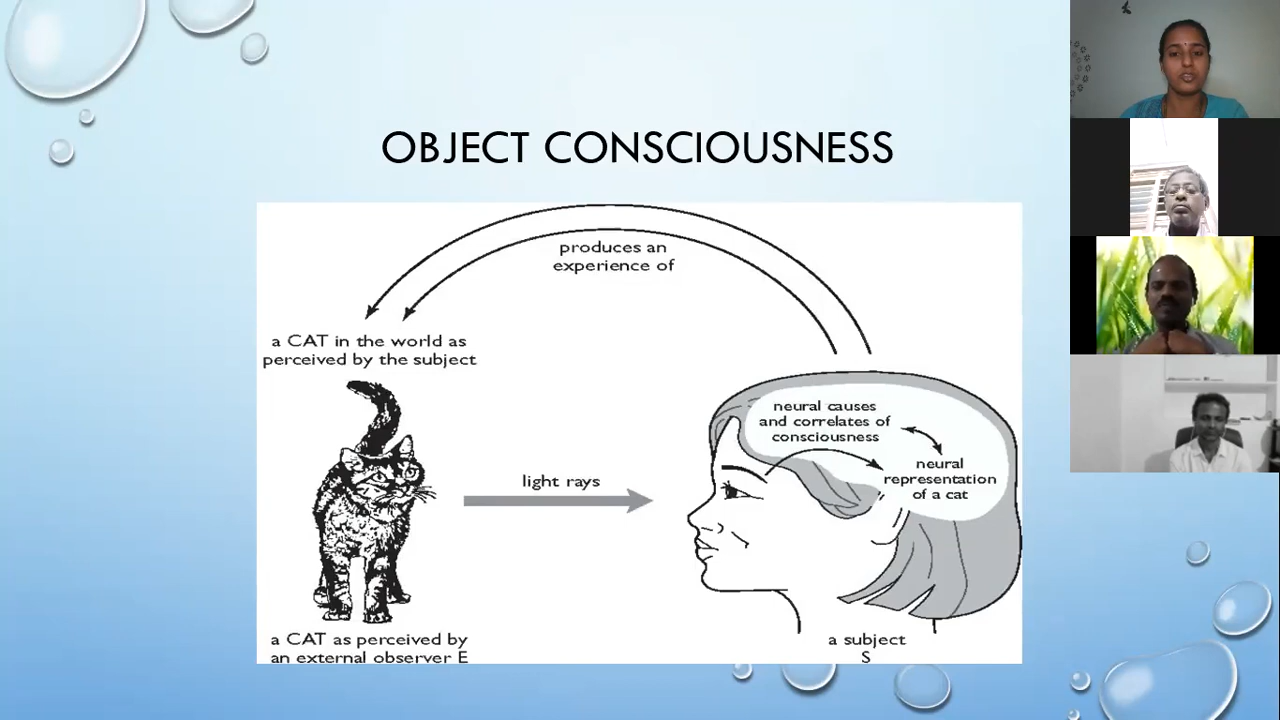 OBJECT CONSCIOUSNESS
produces an
experience of
a CAT in the world as
perceived by the subject
neural causes
and correlates of
consciousness
neural
representation
of a cat
light rays
a CAT as perceived by
an external observer E
a subject
S